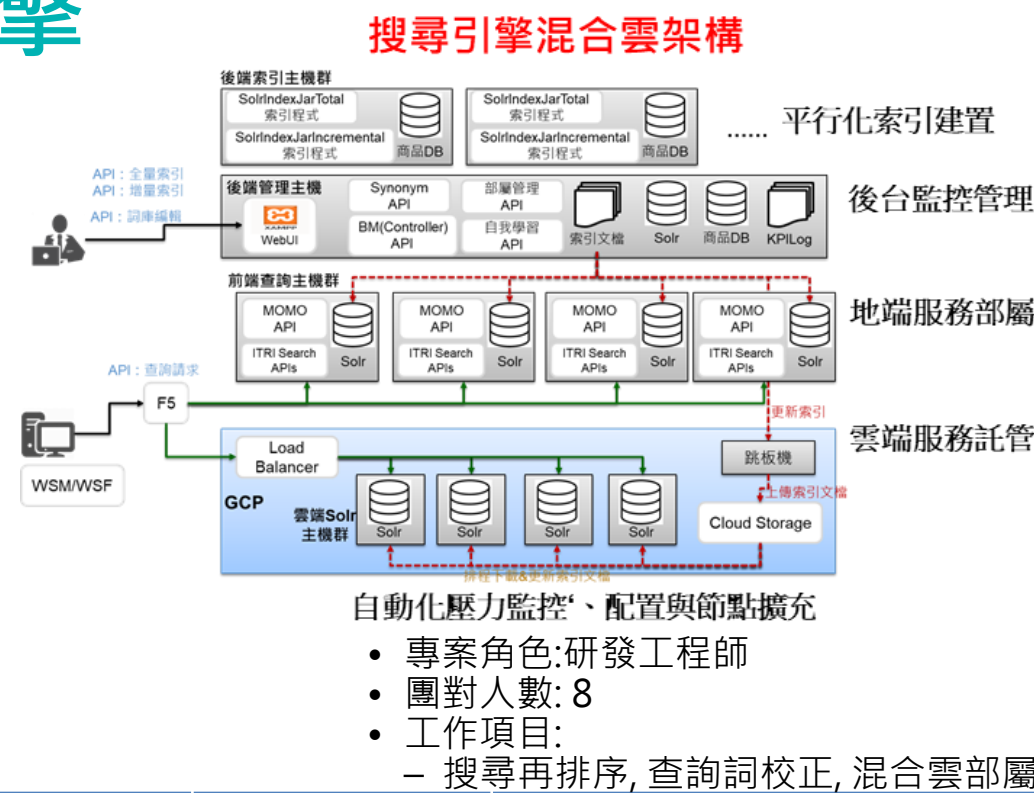 擎
搜尋引擎混合雲架構
後端索引主機群
SolrIndexJarTotal
索引程式
SolrIndexJarIncremental
索引程式
商品DB
SolrIndexJarTotal
索引程式
SolrIndexJarIncremental
索引程式
商品DB
...... 平行化索引建置
API：全量索引
API：增量索引
API：詞庫編輯
後端管理主機
XAMPP
WebUI
Synonym
API
BM(Controller)
API
部屬管理
API
自我學習
API
索引文檔
Solr
商品DB
KPILog
後台監控管理
前端查詢主機群
MOMO
API
ITRI Search
APIs
Solr
MOMO
API
ITRI Search
APIs
Solr
MOMO
API
ITRI Search
APIs
Solr
MOMO
API
ITRI Search
APIs
Solr
地端服務部屬
API：查詢請求
F5
WSM/WSF
更新索引
雲端服務託管
Load
Balancer
跳板機
上傳索引文檔
GCP
雲端Solr
主機群
Solr
Solr
Solr
Solr
Cloud Storage
排程下載&更新索引文檔
自動化壓力監控‘、配置與節點擴充
• 專案角色:研發工程師
• 團對人數: 8
• 工作項目:
– 搜尋再排序, 查詢詞校正, 混合雲部屬